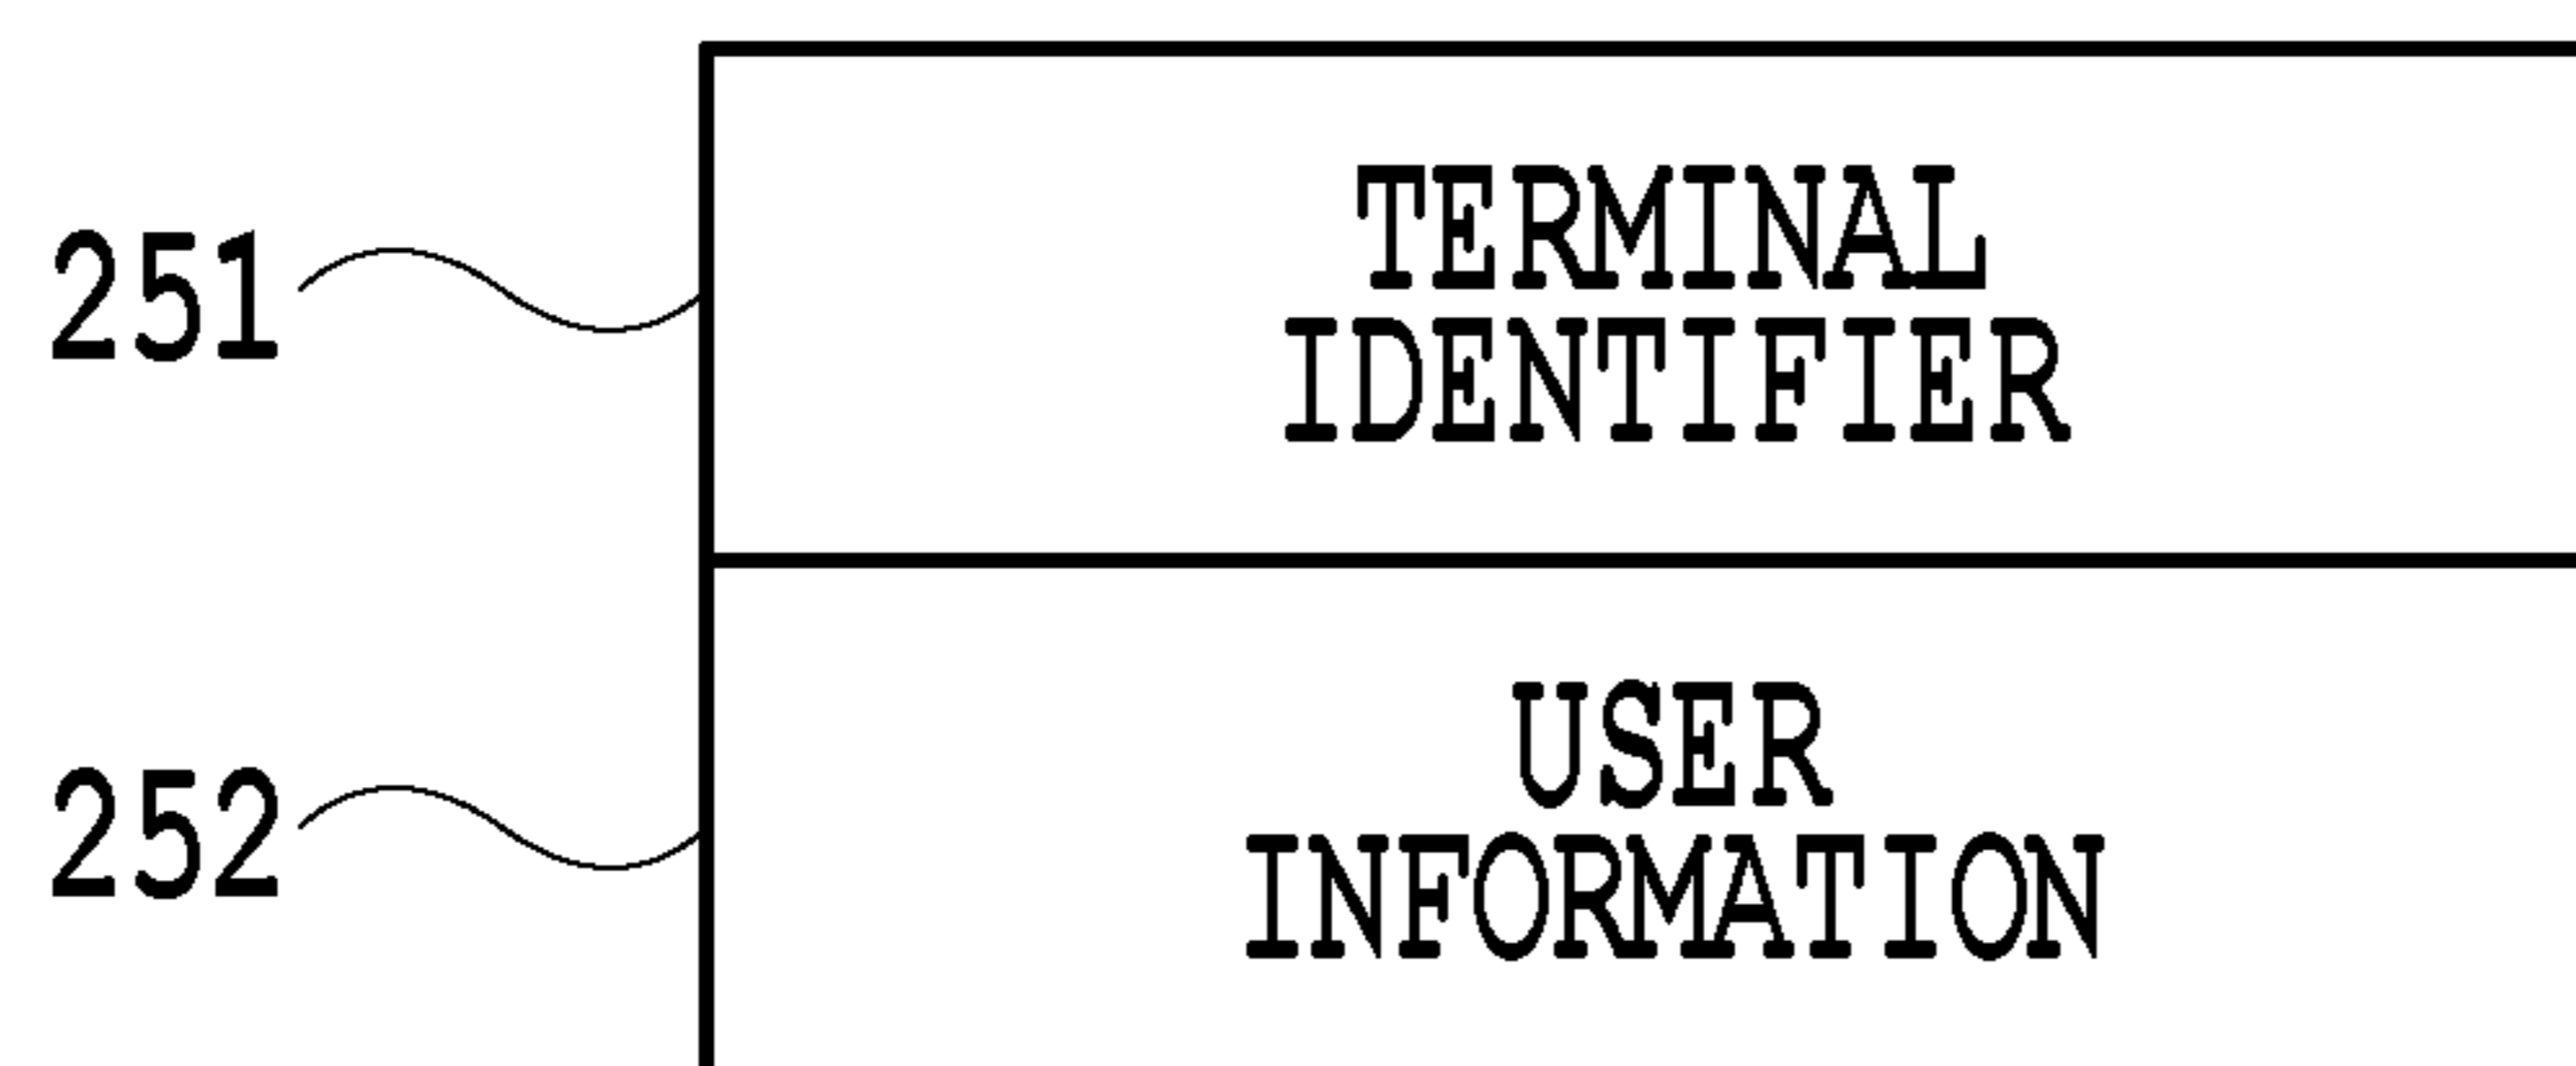 251
TERMINAL
IDENTIFIER
252
USER
INFORMATION